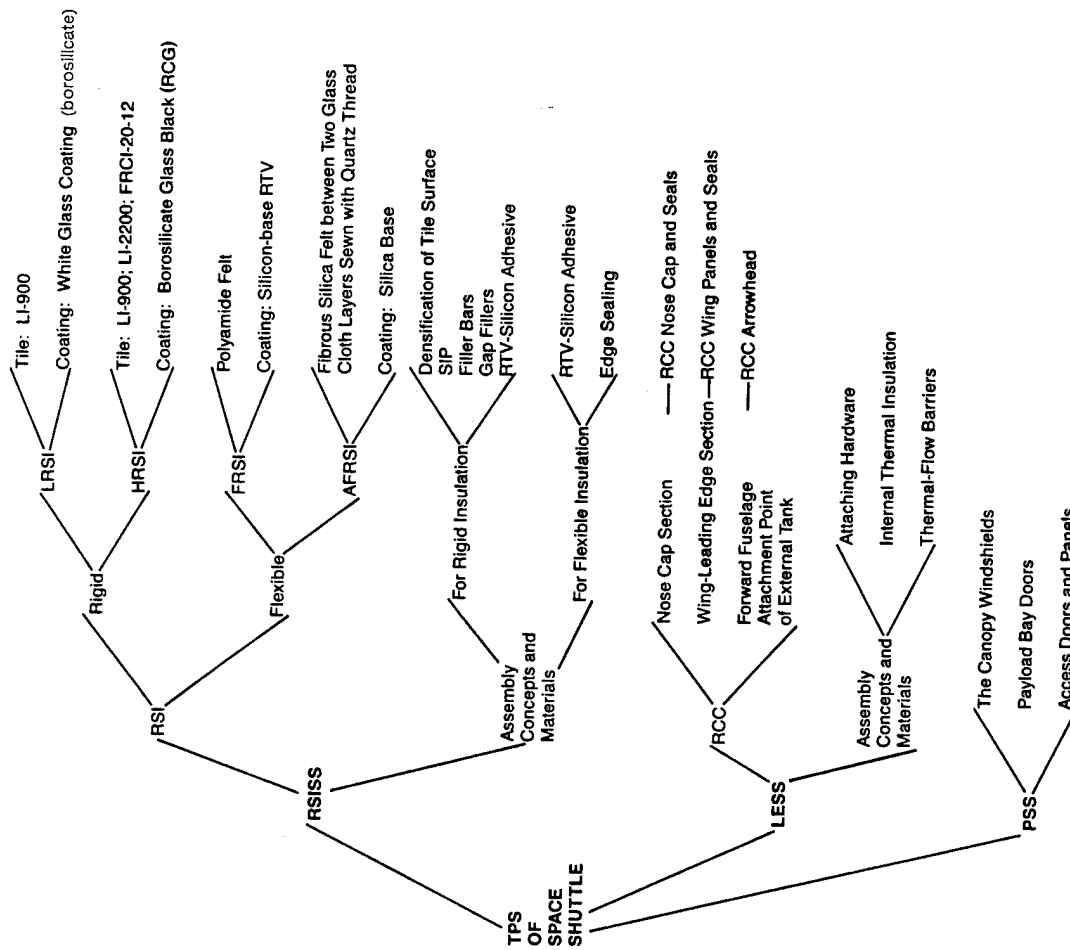 TPS
OF
SPACE
SHUTTLE
RSISS
RSI
Rigid
LRSI
Tile: LI-900
Coating: White Glass Coating (borosilicate)
HRSI
Tile: LI-900; LI-2200; FRCI-20-12
Coating: Borosilicate Glass Black (RCG)
Flexible
FRSI
Polyamide Felt
Coating: Silicon-base RTV
AFRSI
Fibrous Silica Felt between Two Glass
Cloth Layers Sewn with Quartz Thread
Coating: Silica Base
Assembly
Concepts and
Materials
For Rigid Insulation
Densification of Tile Surface
SIP
Filler Bars
Gap Fillers
RTV-Silicon Adhesive
For Flexible Insulation
RTV-Silicon Adhesive
Edge Sealing
LESS
RCC
Nose Cap Section — RCC Nose Cap and Seals
Wing-Leading Edge Section — RCC Wing Panels and Seals
Forward Fuselage — RCC Arrowhead
Attachment Point
of External Tank
Assembly
Concepts and
Materials
Attaching Hardware
Internal Thermal Insulation
Thermal-Flow Barriers
PSS
The Canopy Windshields
Payload Bay Doors
Access Doors and Panels